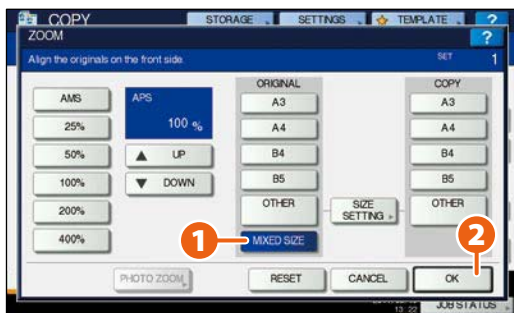 COPY STORAGE SETTINGS TEMPLATE ?
ZOOM ?
Align the originals on the front side. SET 1
ORIGINAL COPY
AMS APS A3 A3
25% 100 % A4 A4
50% UP B4 B4
100% DOWN B5 B5
200% OTHER SIZE SETTING OTHER
400% 1 MIXED SIZE 2
PHOTO ZOOM RESET CANCEL OK
13:22 JOB STATUS